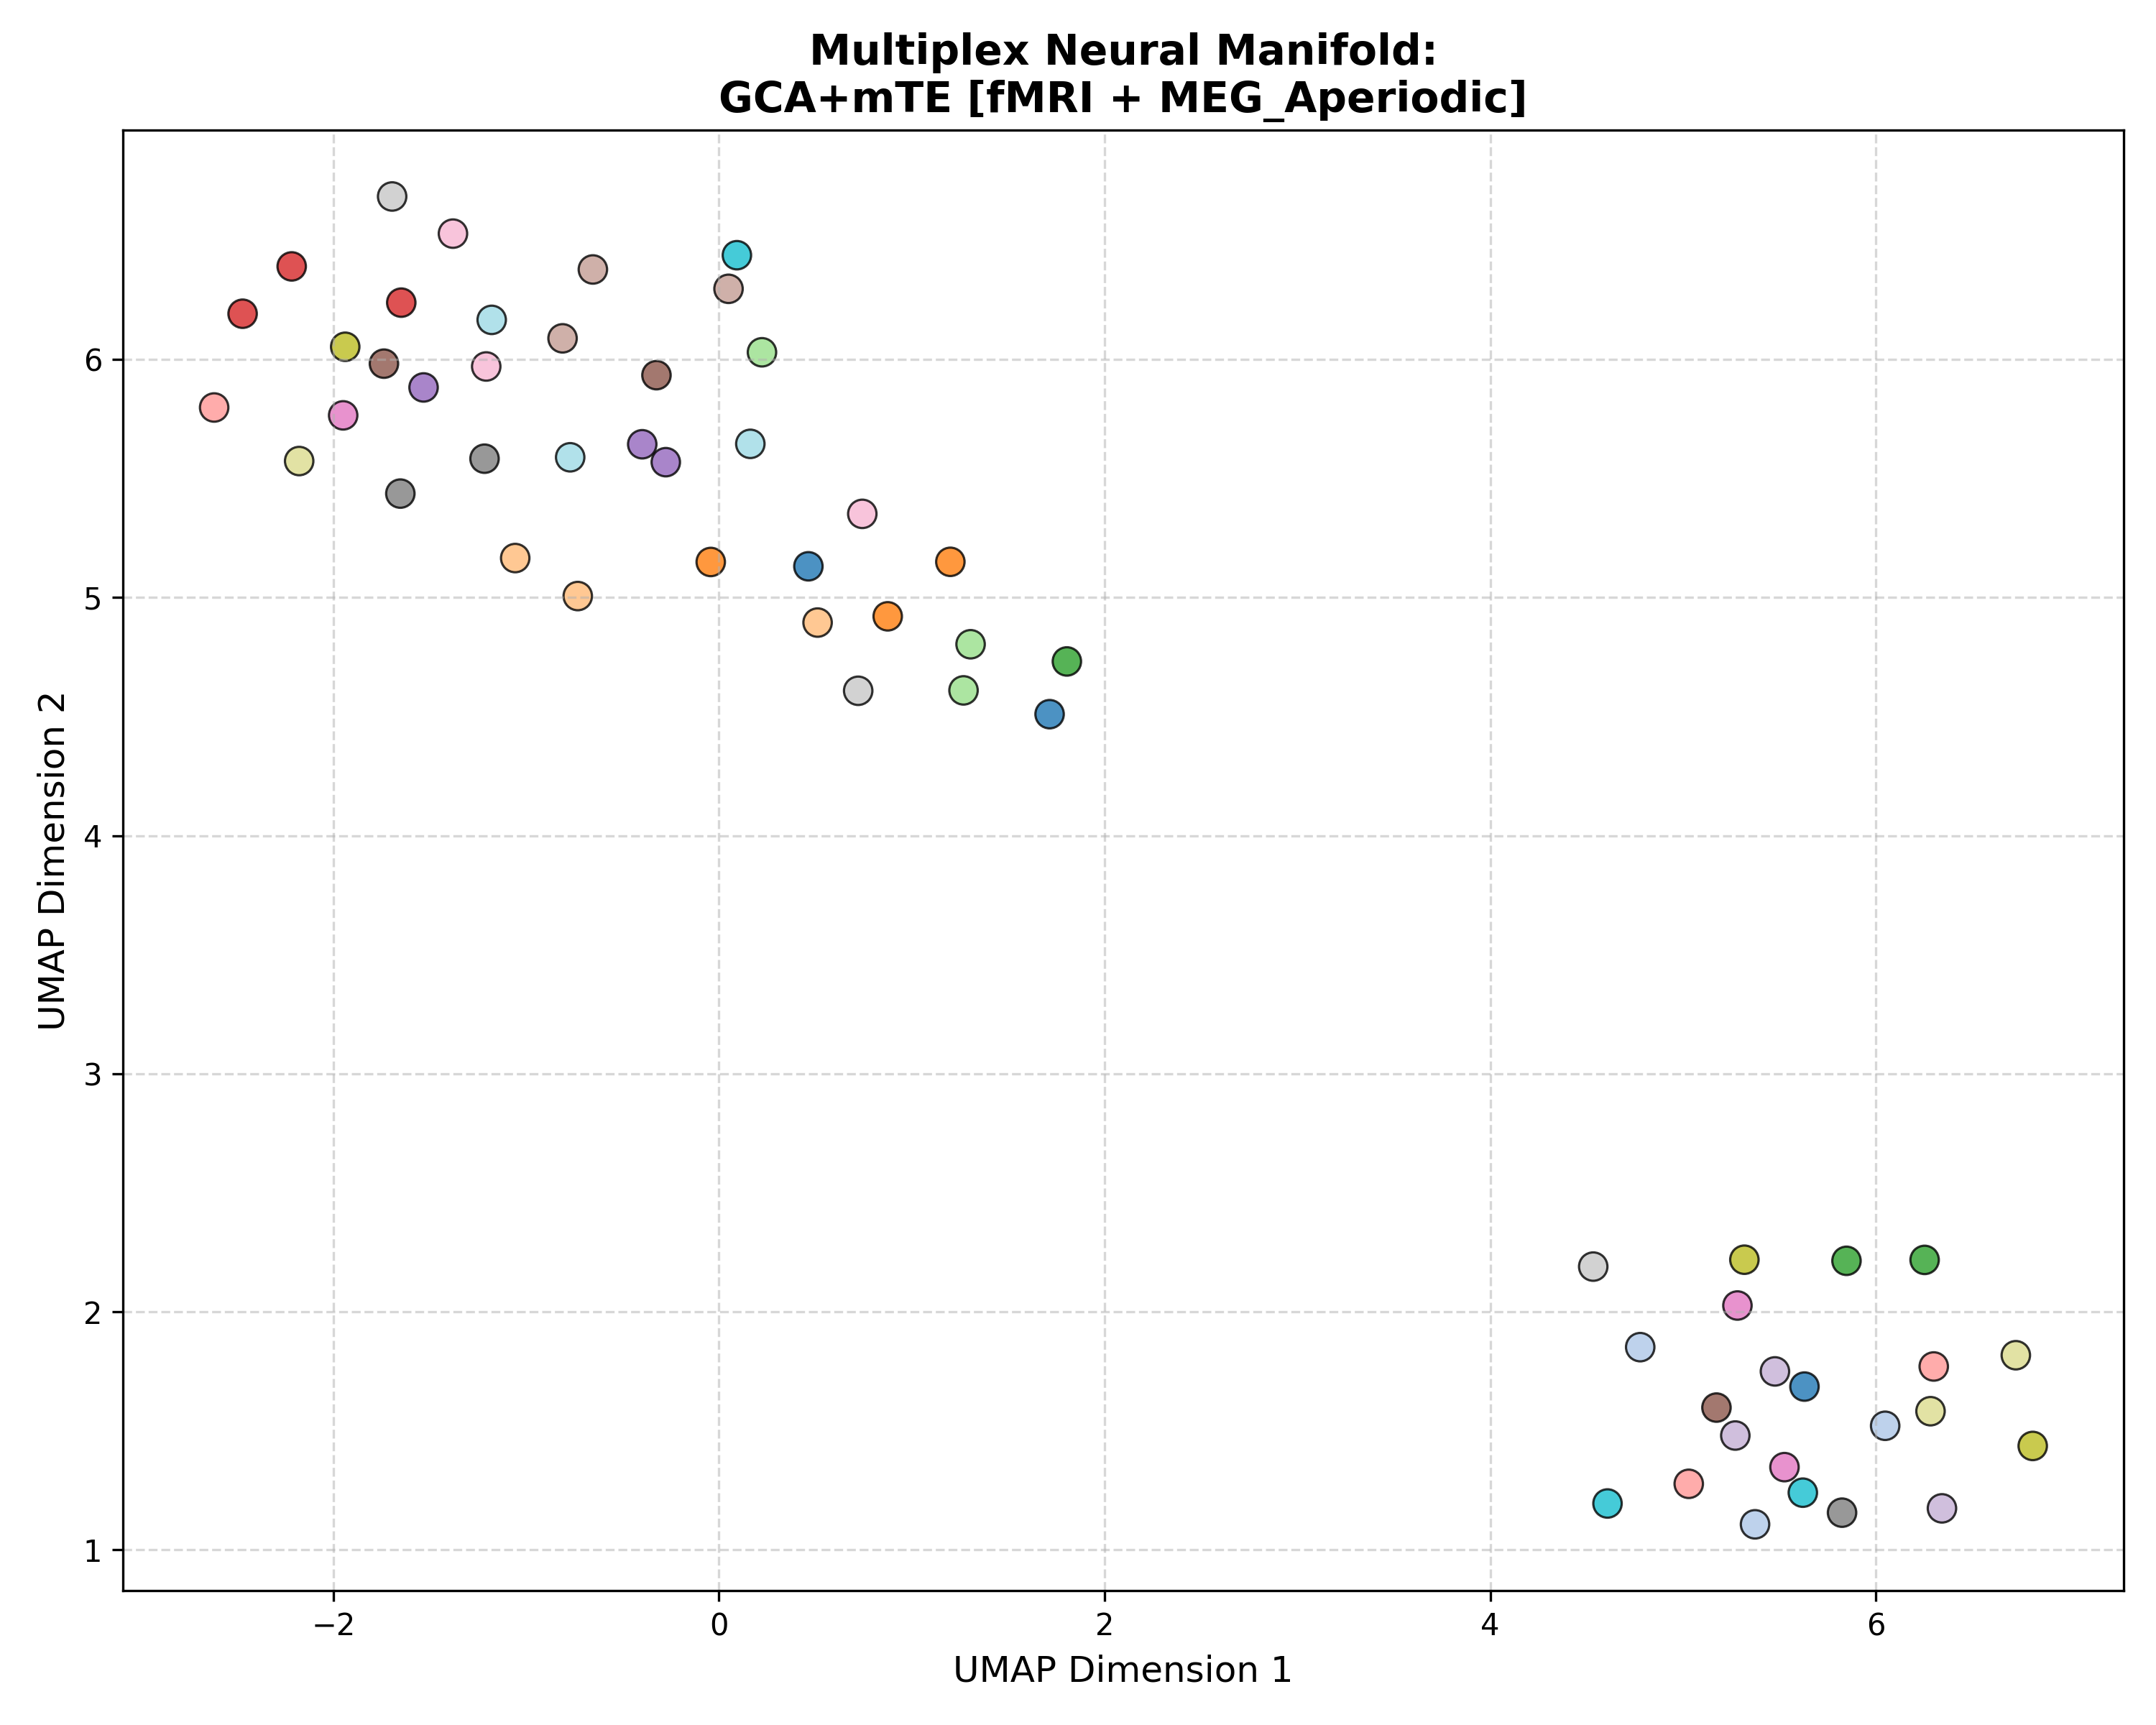 Multiplex Neural Manifold:
GCA+mTE [fMRI + MEG_Aperiodic]
UMAP Dimension 2
6
5
4
3
2
1
−2
0
2
4
6
UMAP Dimension 1